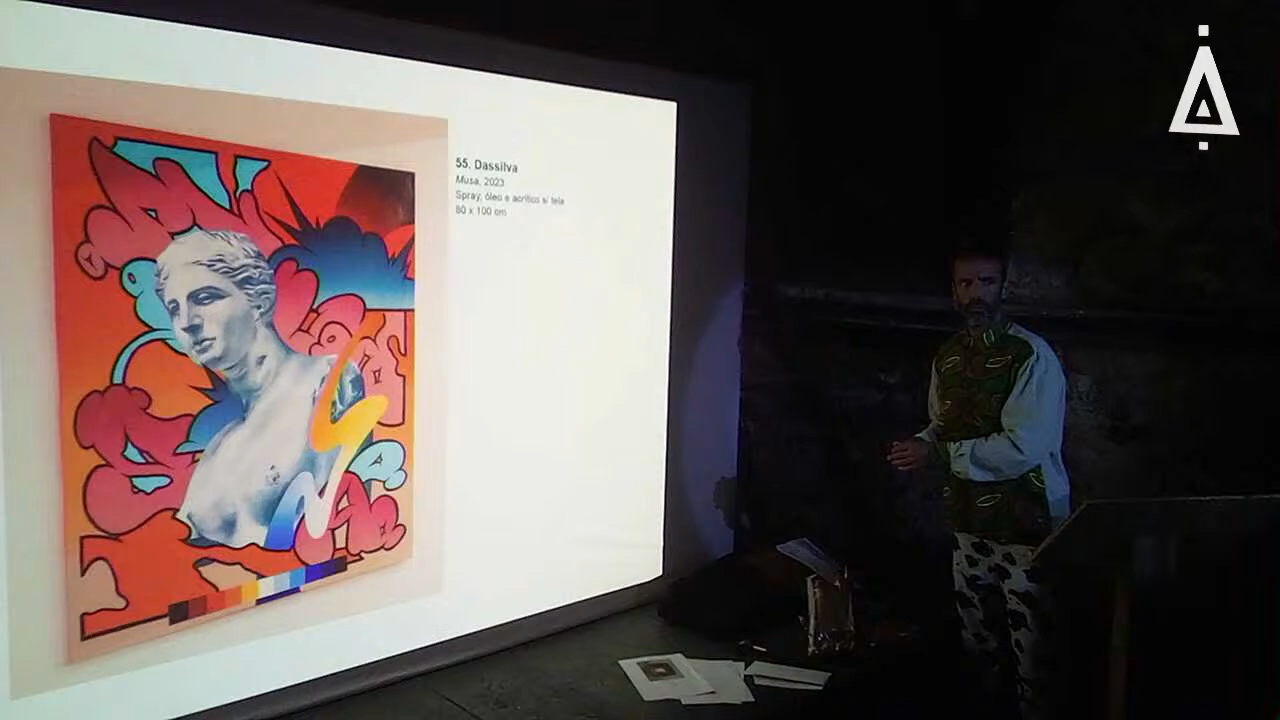 55. Dassilva
Musa, 2023
Spray, óleo e acrílico s/ tela
80 x 100 cm